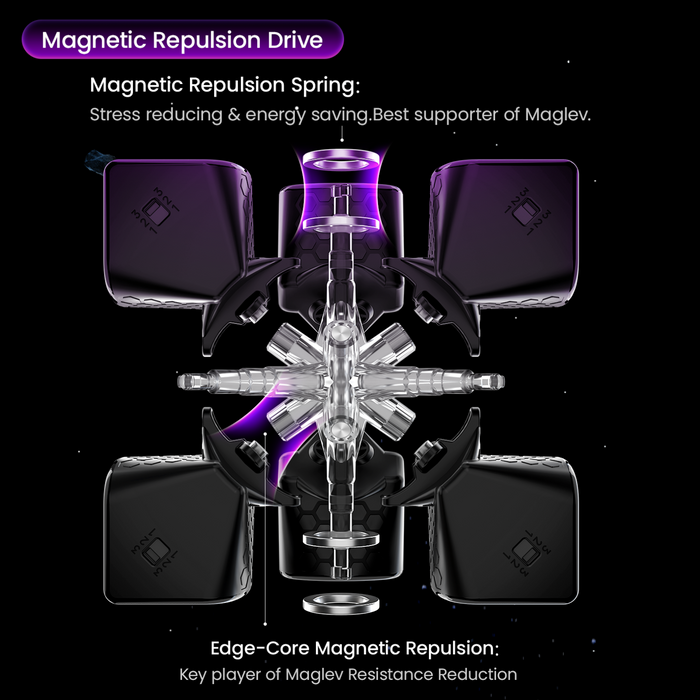 Magnetic Repulsion Drive
Magnetic Repulsion Spring:
Stress reducing & energy saving.Best supporter of Maglev.
Edge-Core Magnetic Repulsion:
Key player of Maglev Resistance Reduction